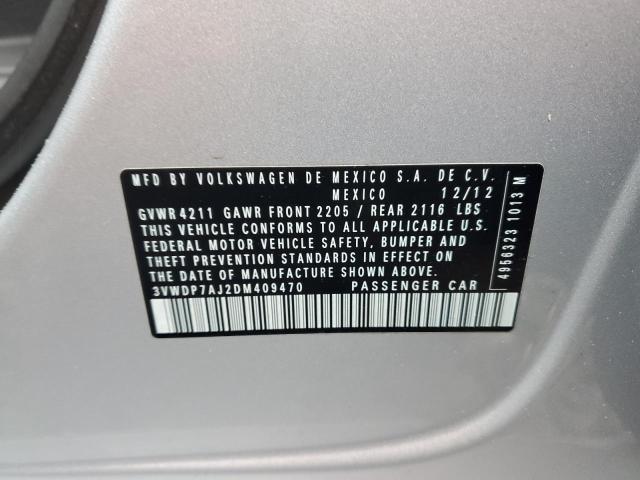 MFD BY VOLKSWAGEN DE MEXICO S.A. DE C.V.
MEXICO 12/12
GVWR 4211 GAWR FRONT 2205 / REAR 2116 LBS
THIS VEHICLE CONFORMS TO ALL APPLICABLE U.S.
FEDERAL MOTOR VEHICLE SAFETY, BUMPER AND
THEFT PREVENTION STANDARDS IN EFFECT ON
THE DATE OF MANUFACTURE SHOWN ABOVE.
3VWDP7AJ2DM409470 PASSENGER CAR
4956323 1013 M